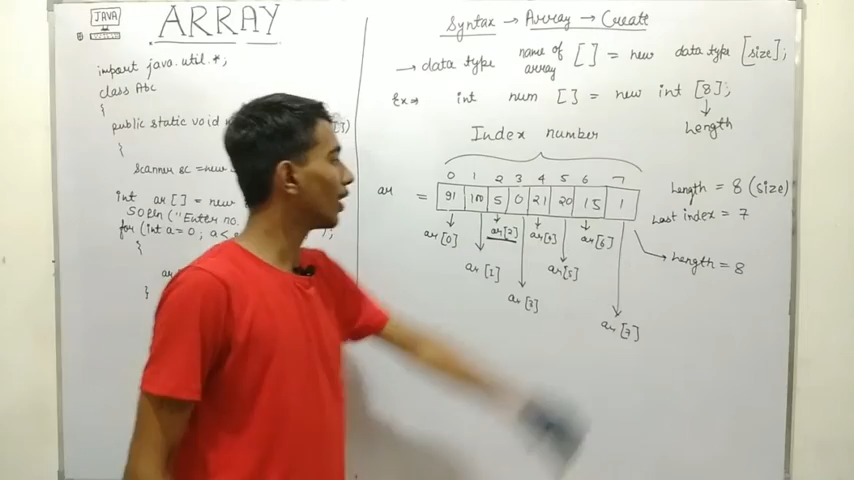 JAVA
ARRAY
import java.util.*;
class Abc
{
public static void
{
Scanner sc = new
int ar [] = new
SOPln ("Enter no.
for (int a = 0 ; a <
);
{
}
Syntax → Array → Create
→ data type name of array [] = new data type [size];
Ex ⇒ int num [] = new int [8];
Length
Index number
0 1 2 3 4 5 6 7
ar = 91 100 5 0 21 20 15 1
ar[0] ar[2] ar[6]
ar[1] ar[5]
ar[3]
ar[7]
Length = 8 (size)
Last index = 7
Length = 8